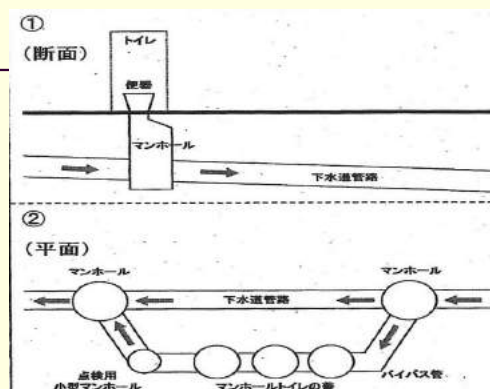 ①
トイレ
(断面)
便器
マンホール
下水道管路
②
(平面)
マンホール
マンホール
下水道管路
点検用
小型マンホール
マンホールトイレの蓋
バイパス管